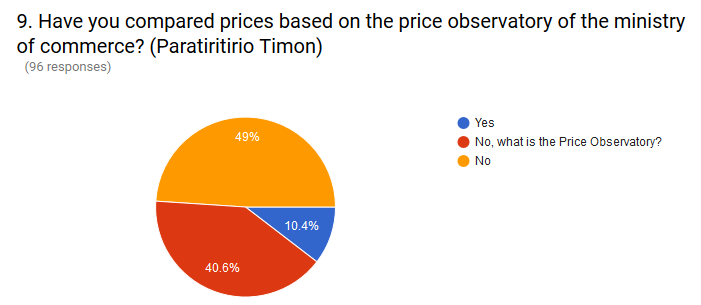 9. Have you compared prices based on the price observatory of the ministry
of commerce? (Paratiritirio Timon)
(96 responses)
49%
10.4%
40.6%
Yes
No, what is the Price Observatory?
No